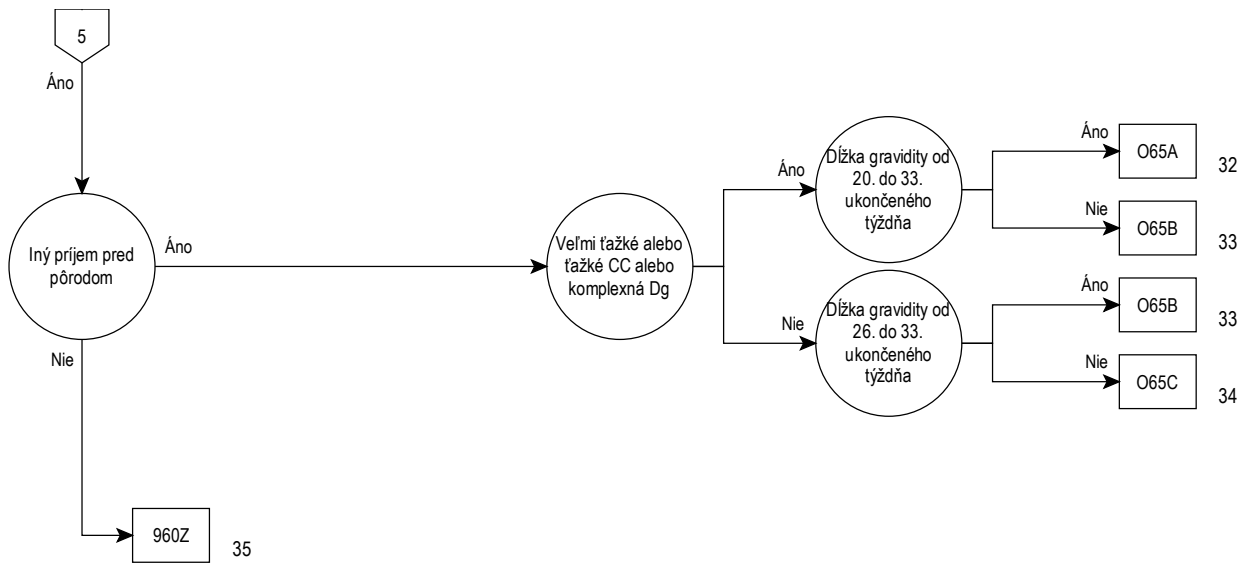 5
Áno
Iný príjem pred
pôrodom
Áno
Nie
Veľmi ťažké alebo
ťažké CC alebo
komplexná Dg
Áno
Dĺžka gravidity od
20. do 33.
ukončeného
týždňa
Áno
O65A
32
Nie
O65B
33
Nie
Dĺžka gravidity od
26. do 33.
ukončeného
týždňa
Áno
O65B
33
Nie
O65C
34
960Z
35